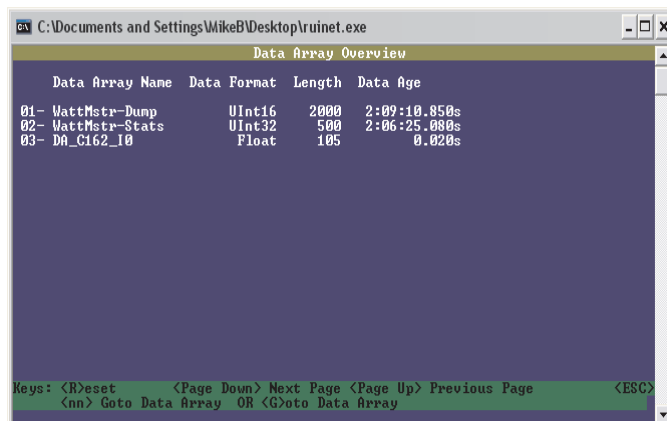 C:\Documents and Settings\MikeB\Desktop\ruinet.exe
Data Array Overview
Data Array Name Data Format Length Data Age
01- WattMstr-Dump UInt16 2000 2:09:10.850s
02- WattMstr-Stats UInt32 500 2:06:25.080s
03- DA_C162_I0 Float 105 0.020s
Keys: <R>eset <Page Down> Next Page <Page Up> Previous Page <ESC>
<nn> Goto Data Array OR <G>oto Data Array